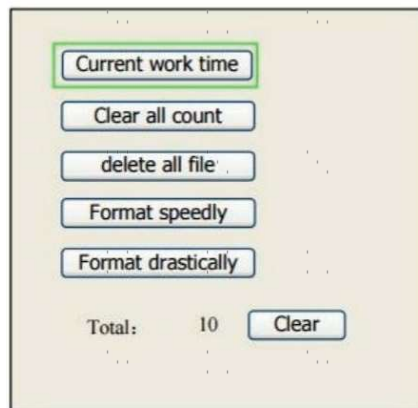 Current work time
Clear all count
delete all file
Format speedly
Format drastically
Total: 10 Clear